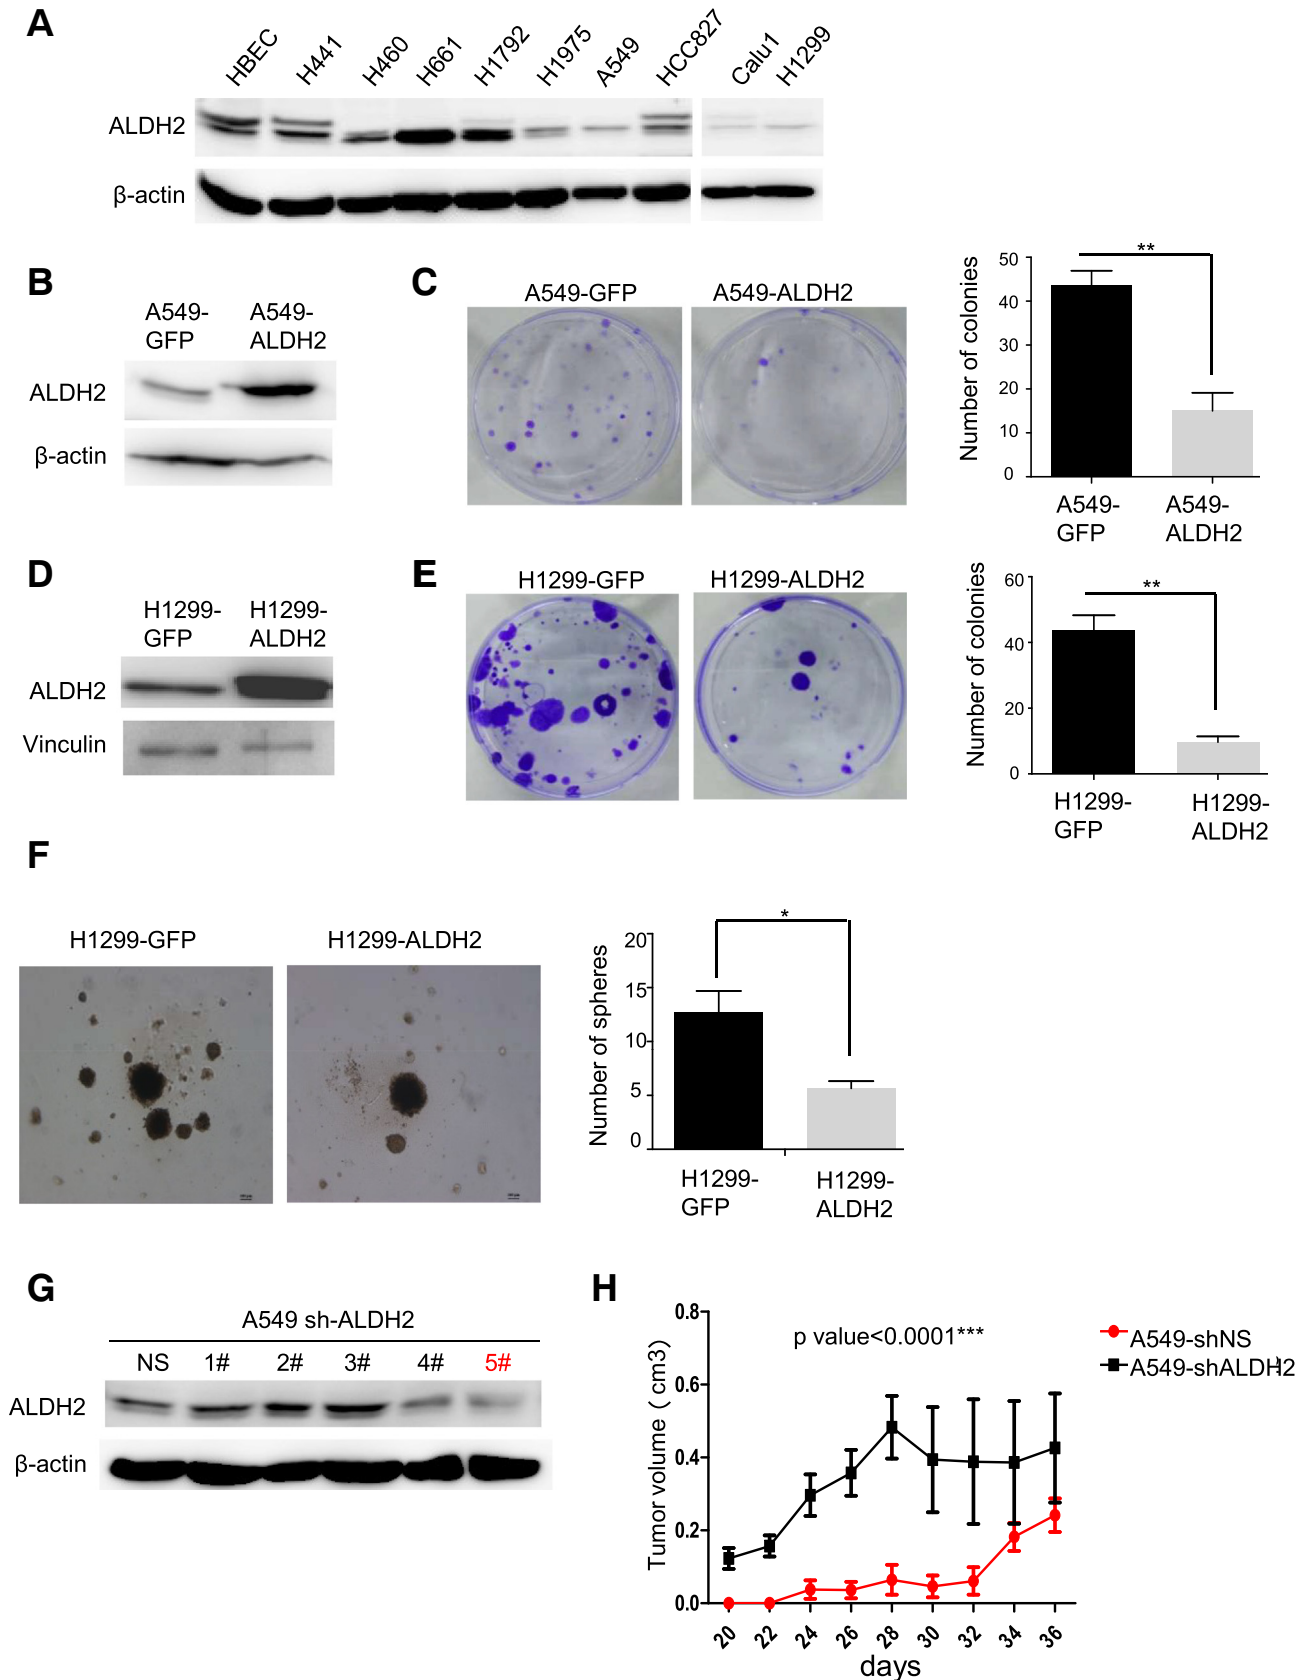 A
HBEC
H441
H460
H661
H1792
H1975
A549
HCC827
Calu1
H1299
ALDH2
β-actin
B
A549-
GFP
A549-
ALDH2
ALDH2
β-actin
C
A549-GFP
A549-ALDH2
Number of colonies
50
40
30
20
10
0
**
A549-
GFP
A549-
ALDH2
D
H1299-
GFP
H1299-
ALDH2
ALDH2
Vinculin
E
H1299-GFP
H1299-ALDH2
Number of colonies
60
40
20
0
**
H1299-
GFP
H1299-
ALDH2
F
H1299-GFP
H1299-ALDH2
Number of spheres
20
15
10
5
0
*
H1299-
GFP
H1299-
ALDH2
G
A549 sh-ALDH2
NS 1# 2# 3# 4# 5#
ALDH2
β-actin
H
Tumor volume ( cm3)
0.8
0.6
0.4
0.2
0.0
p value<0.0001***
A549-shNS
A549-shALDH2
20 22 24 26 28 30 32 34 36
days